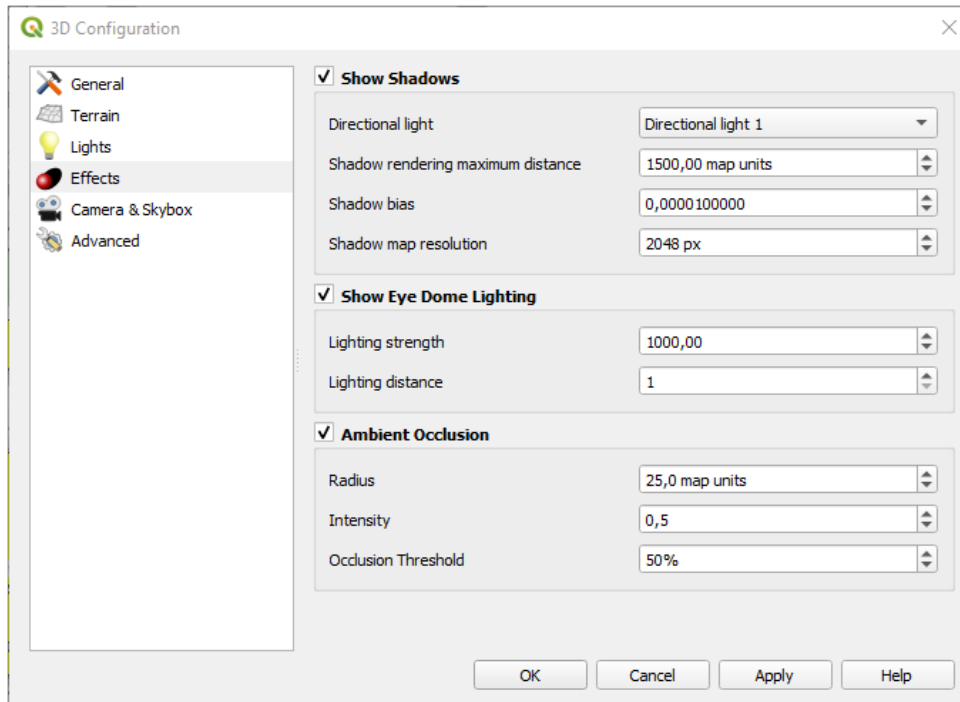 3D Configuration
General
Terrain
Lights
Effects
Camera & Skybox
Advanced
Show Shadows
Directional light Directional light 1
Shadow rendering maximum distance 1500,00 map units
Shadow bias 0,0000100000
Shadow map resolution 2048 px
Show Eye Dome Lighting
Lighting strength 1000,00
Lighting distance 1
Ambient Occlusion
Radius 25,0 map units
Intensity 0,5
Occlusion Threshold 50%
OK Cancel Apply Help